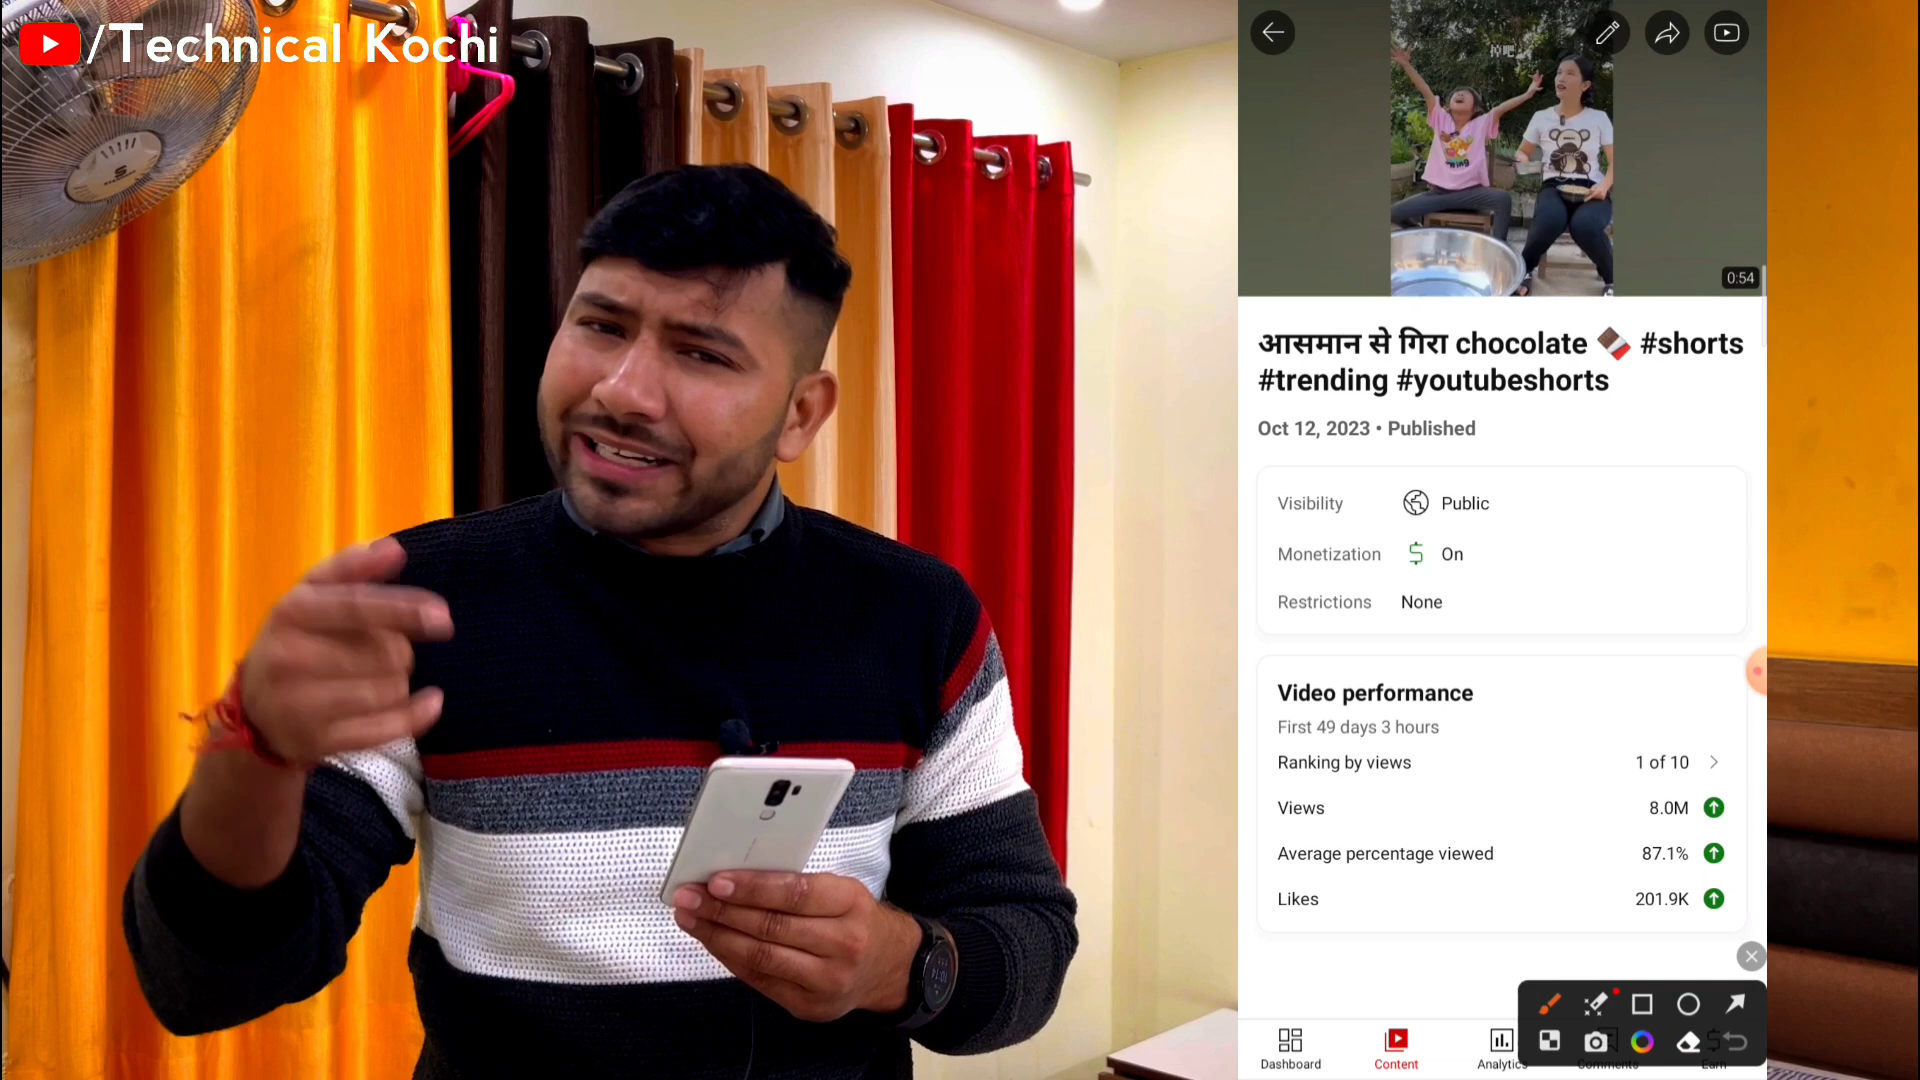 /Technical Kochi
0:54
आसमान से गिरा chocolate 🍫 #shorts
#trending #youtubeshorts
Oct 12, 2023 • Published
Visibility Public
Monetization On
Restrictions None
Video performance
First 49 days 3 hours
Ranking by views 1 of 10
Views 8.0M
Average percentage viewed 87.1%
Likes 201.9K
Dashboard Content Analytics Comments Earn